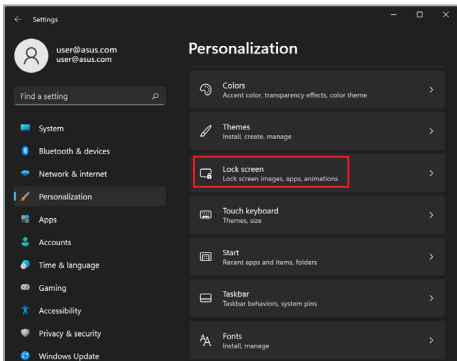 Settings
user@asus.com
user@asus.com
Find a setting
System
Bluetooth & devices
Network & internet
Personalization
Apps
Accounts
Time & language
Gaming
Accessibility
Privacy & security
Windows Update
Personalization
Colors
Accent color, transparency effects, color theme
Themes
Install, create, manage
Lock screen
Lock screen images, apps, animations
Touch keyboard
Themes, size
Start
Recent apps and items, folders
Taskbar
Taskbar behaviors, system pins
Fonts
Install, manage